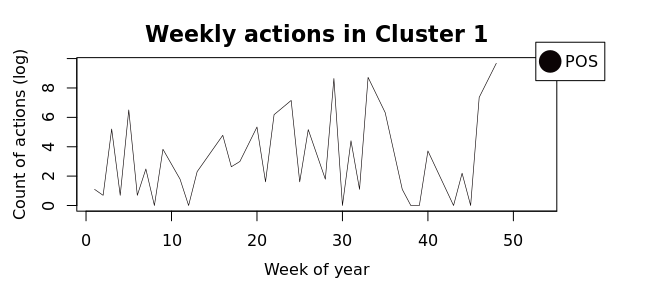 Weekly actions in Cluster 1
POS
Count of actions (log)
8
6
4
2
0
0 10 20 30 40 50
Week of year